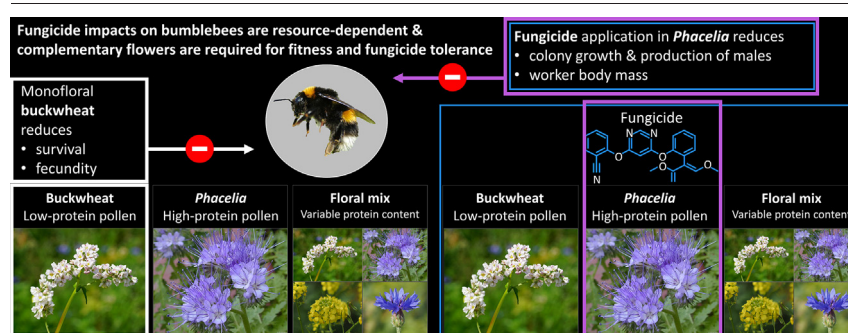 Fungicide impacts on bumblebees are resource-dependent &
complementary flowers are required for fitness and fungicide tolerance
Fungicide application in Phacelia reduces
• colony growth & production of males
• worker body mass
Monofloral
buckwheat
reduces
• survival
• fecundity
Fungicide
N N
O O
O O
N
Buckwheat
Low-protein pollen
Phacelia
High-protein pollen
Floral mix
Variable protein content
Buckwheat
Low-protein pollen
Phacelia
High-protein pollen
Floral mix
Variable protein content